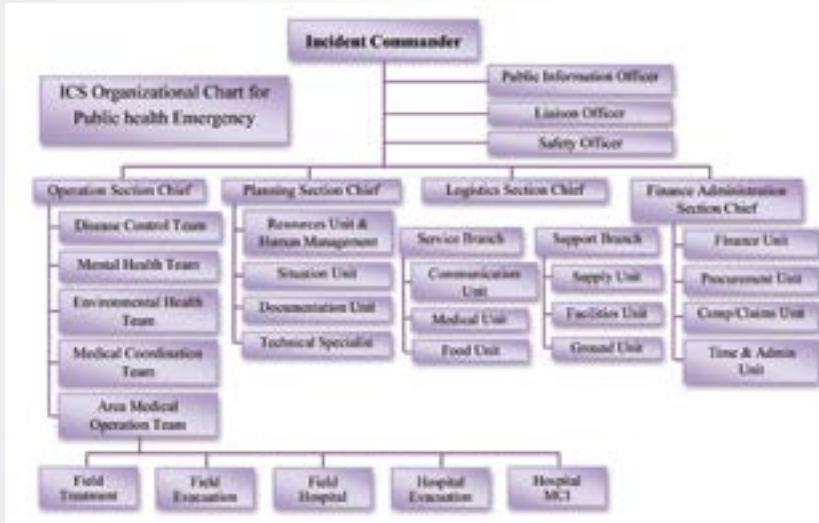 Incident Commander
ICS Organizational Chart for
Public health Emergency
Public Information Officer
Liaison Officer
Safety Officer
Operation Section Chief
Planning Section Chief
Logistics Section Chief
Finance Administration
Section Chief
Disease Control Team
Mental Health Team
Environmental Health
Team
Medical Coordination
Team
Area Medical
Operation Team
Resources Unit &
Human Management
Situation Unit
Documentation Unit
Technical Specialist
Service Branch
Communication
Unit
Medical Unit
Food Unit
Support Branch
Supply Unit
Facilities Unit
Ground Unit
Finance Unit
Procurement Unit
Comp/Claims Unit
Time & Admin
Unit
Field
Treatment
Field
Evacuation
Field
Hospital
Hospital
Evacuation
Hospital
MCI